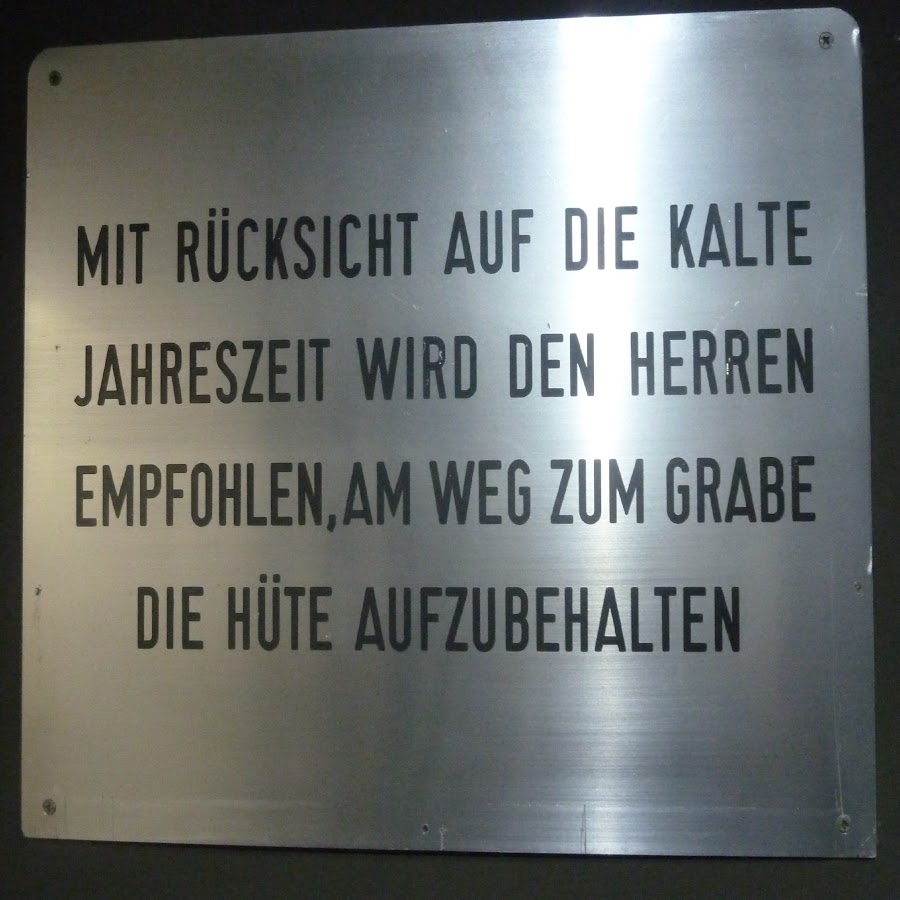 MIT RÜCKSICHT AUF DIE KALTE
JAHRESZEIT WIRD DEN HERREN
EMPFOHLEN, AM WEG ZUM GRABE
DIE HÜTE AUFZUBEHALTEN